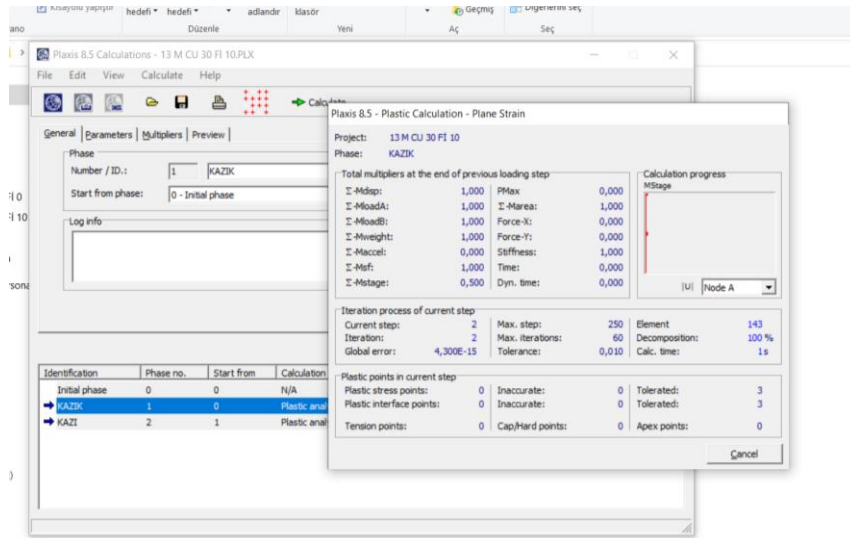 Kısayolu yapıştır hedefi hedefi adlandır klasör Geçmiş Diğerlerini seç
ano Düzenle Yeni Aç Seç
Plaxis 8.5 Calculations - 13 M CU 30 Fİ 10.PLX
File Edit View Calculate Help
Calculate
General Parameters Multipliers Preview
Phase
Number / ID.: 1 KAZIK
Start from phase: 0 - Initial phase
Log info
Identification Phase no. Start from Calculation
Initial phase 0 0 N/A
KAZIK 1 0 Plastic anal
KAZI 2 1 Plastic anal
Fİ 0
Fİ 10
sona
Plaxis 8.5 - Plastic Calculation - Plane Strain
Project: 13 M CU 30 Fİ 10
Phase: KAZIK
Total multipliers at the end of previous loading step
Σ-Mdisp: 1,000 PMax 0,000
Σ-MloadA: 1,000 Σ-Marea: 1,000
Σ-MloadB: 1,000 Force-X: 0,000
Σ-Mweight: 1,000 Force-Y: 0,000
Σ-Maccel: 0,000 Stiffness: 1,000
Σ-Msf: 1,000 Time: 0,000
Σ-Mstage: 0,500 Dyn. time: 0,000
Calculation progress
MStage
|U| Node A
Iteration process of current step
Current step: 2 Max. step: 250 Element 143
Iteration: 2 Max. iterations: 60 Decomposition: 100 %
Global error: 4,300E-15 Tolerance: 0,010 Calc. time: 1 s
Plastic points in current step
Plastic stress points: 0 Inaccurate: 0 Tolerated: 3
Plastic interface points: 0 Inaccurate: 0 Tolerated: 3
Tension points: 0 Cap/Hard points: 0 Apex points: 0
Cancel